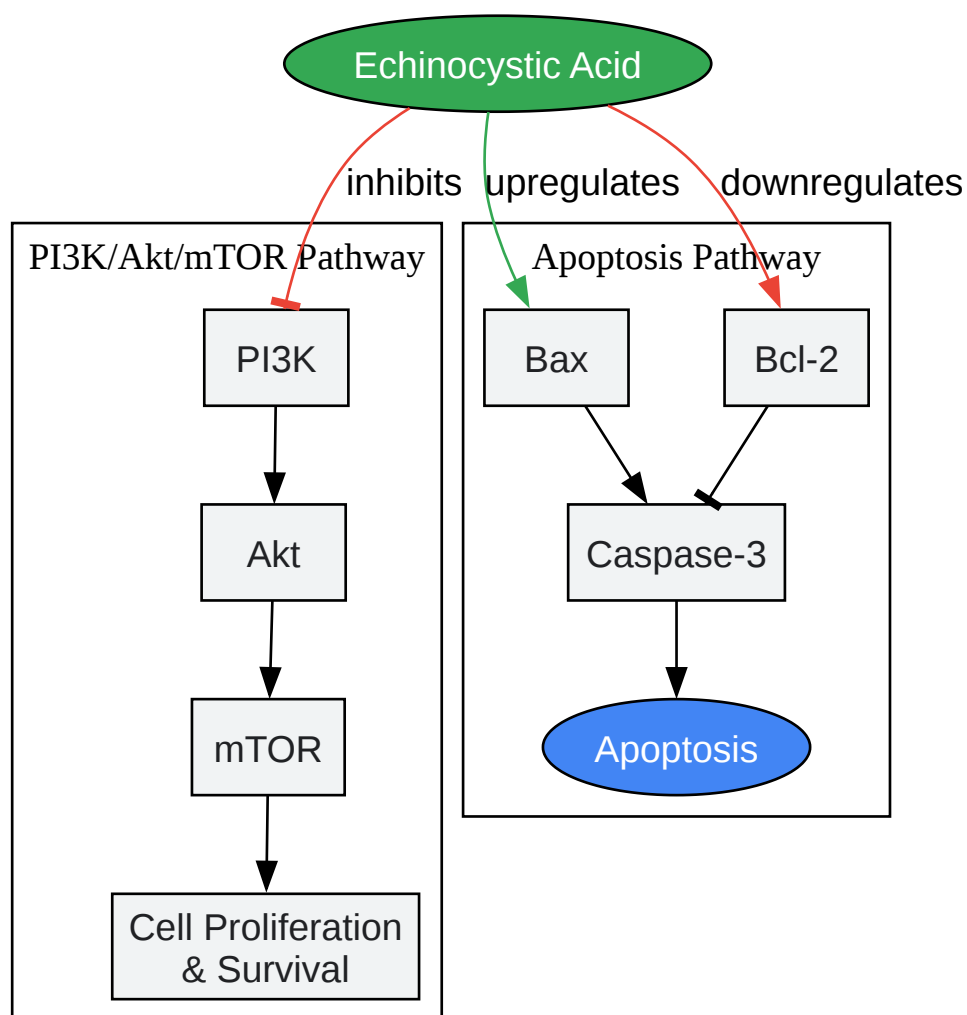 Echinocystic Acid
inhibits
upregulates
downregulates
PI3K/Akt/mTOR Pathway
Apoptosis Pathway
PI3K
Bax
Bcl-2
Akt
Caspase-3
mTOR
Apoptosis
Cell Proliferation
& Survival